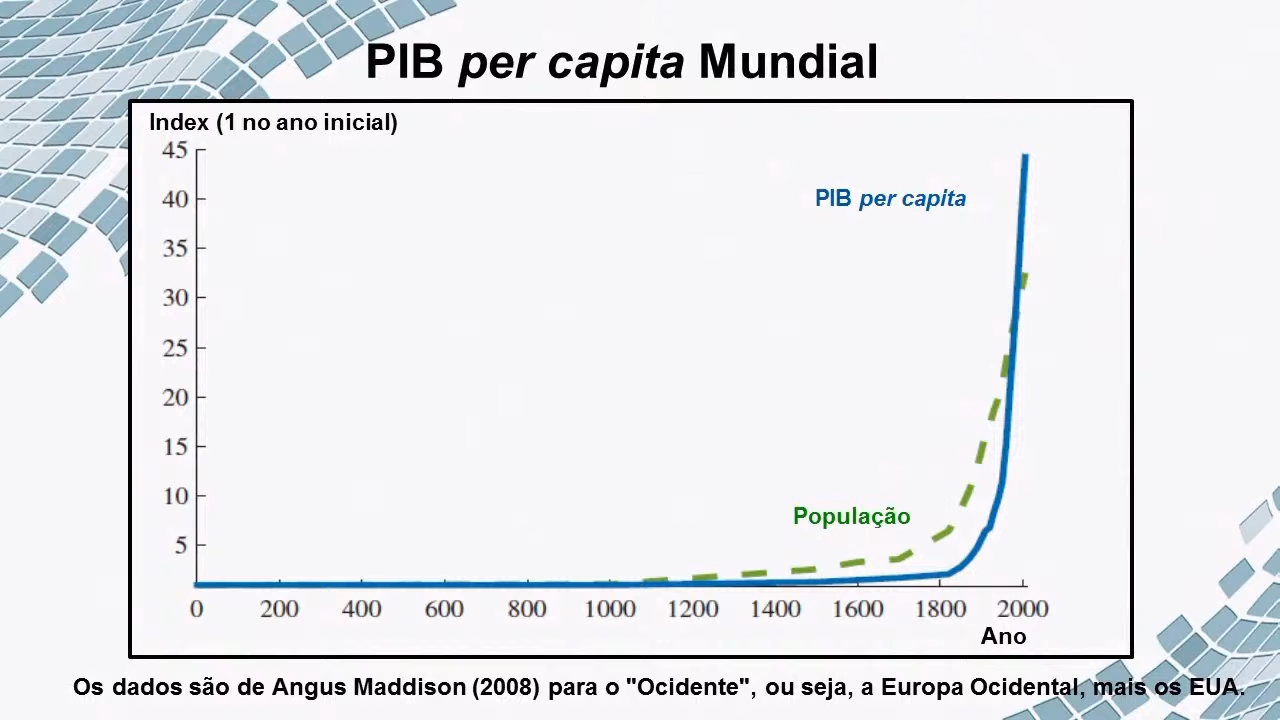 PIB per capita Mundial
Index (1 no ano inicial)
45
40
35
30
25
20
15
10
5
PIB per capita
População
0 200 400 600 800 1000 1200 1400 1600 1800 2000
Ano
Os dados são de Angus Maddison (2008) para o "Ocidente", ou seja, a Europa Ocidental, mais os EUA.